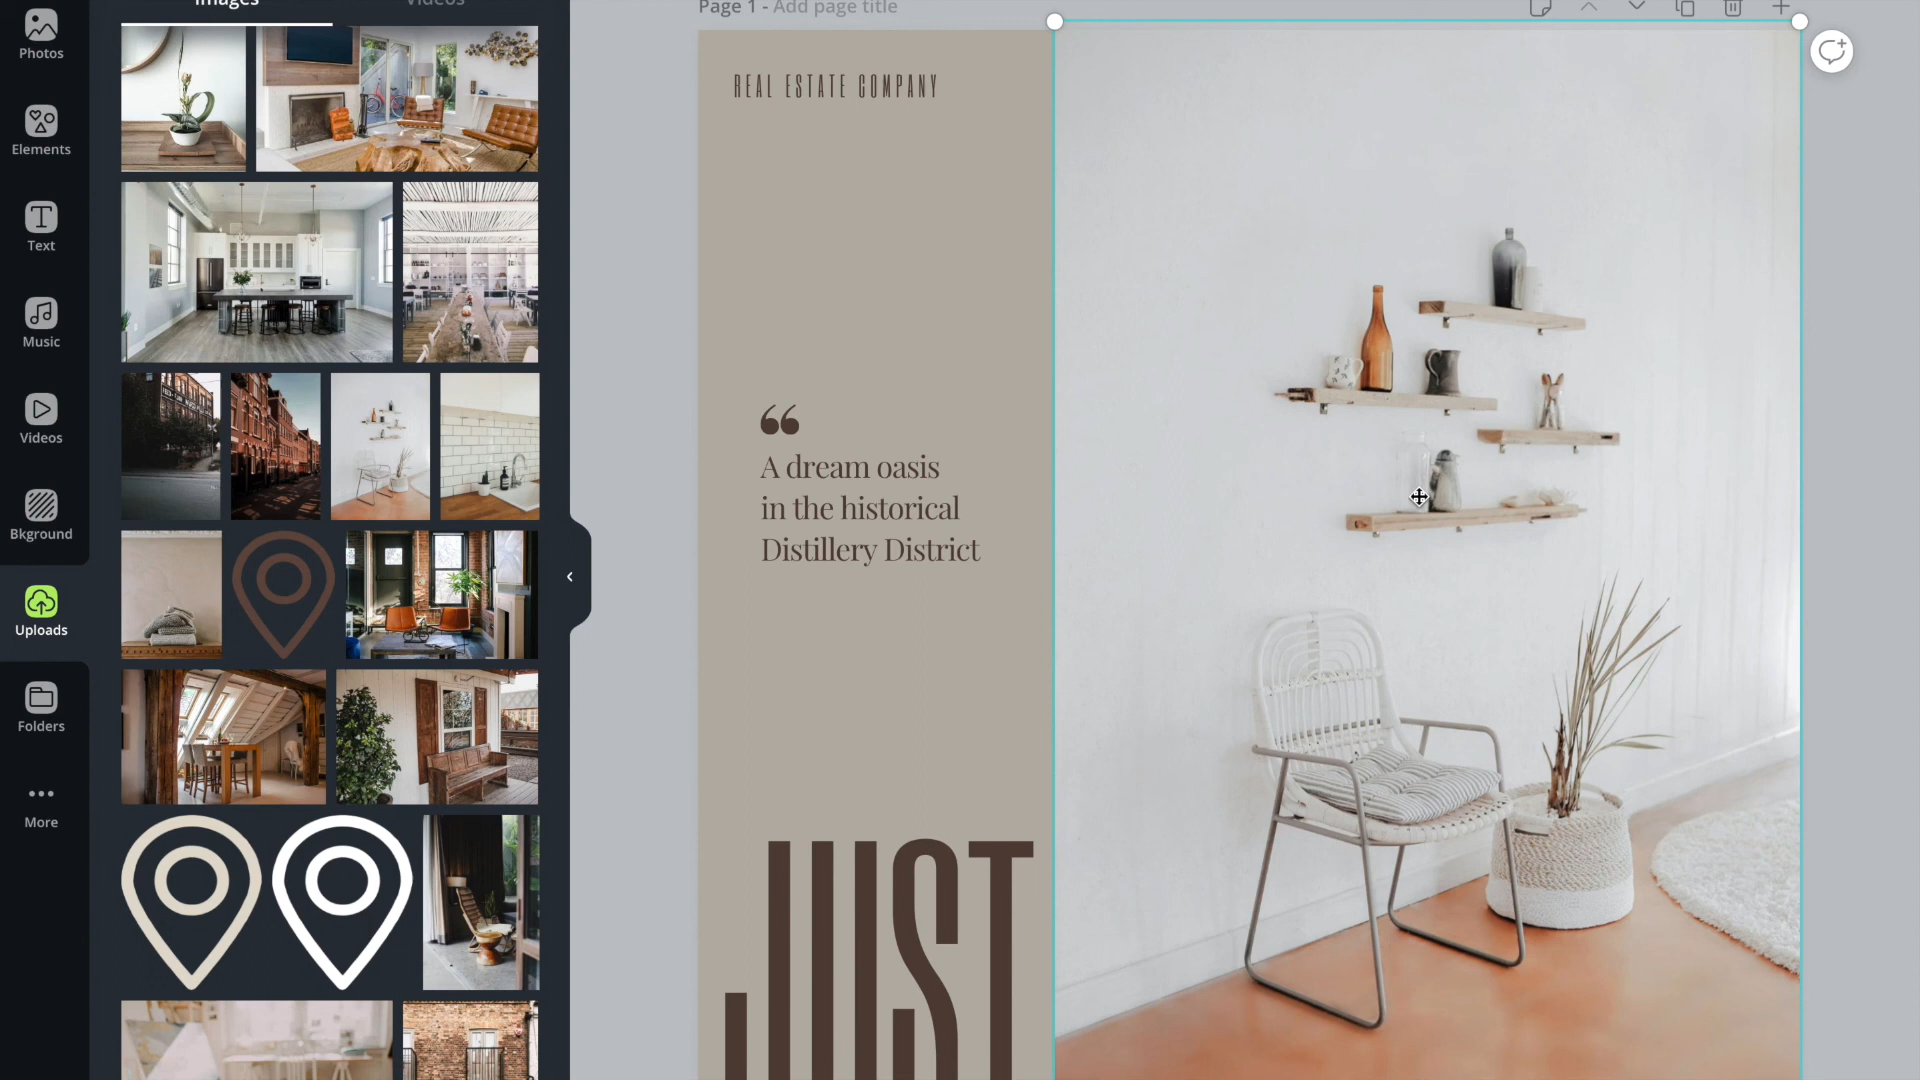 Images
Videos
Page 1 - Add page title
Photos
Elements
Text
Music
Videos
Bkground
Uploads
Folders
More
REAL ESTATE COMPANY
“
A dream oasis
in the historical
Distillery District
JUST